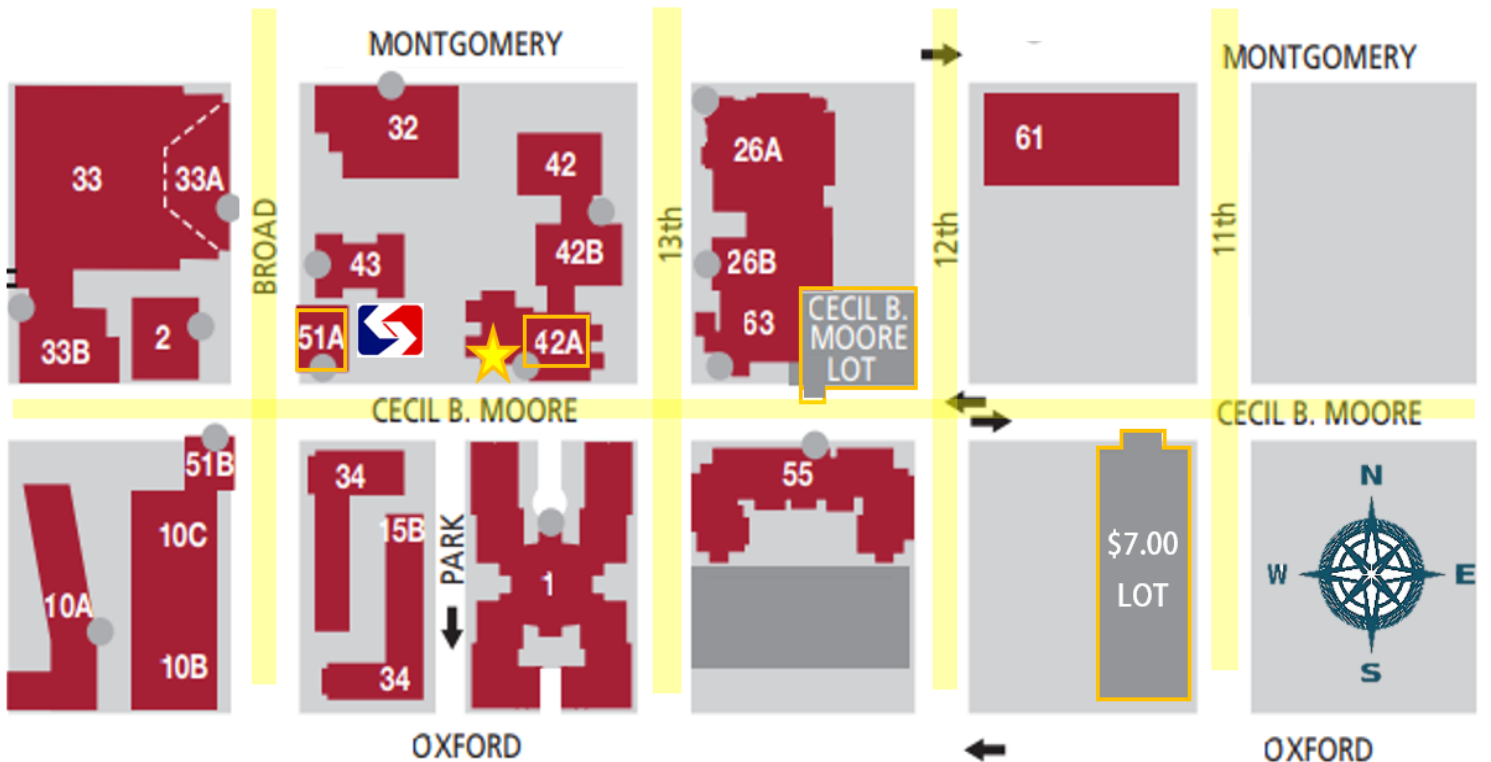 MONTGOMERY
MONTGOMERY
32
61
26A
42
33
33A
BROAD
13th
12th
11th
42B
43
26B
CECIL B.
MOORE
LOT
63
51A
42A
2
33B
CECIL B. MOORE
CECIL B. MOORE
51B
34
55
N
10C
15B
PARK
$7.00
LOT
W
E
1
10A
10B
34
S
OXFORD
OXFORD